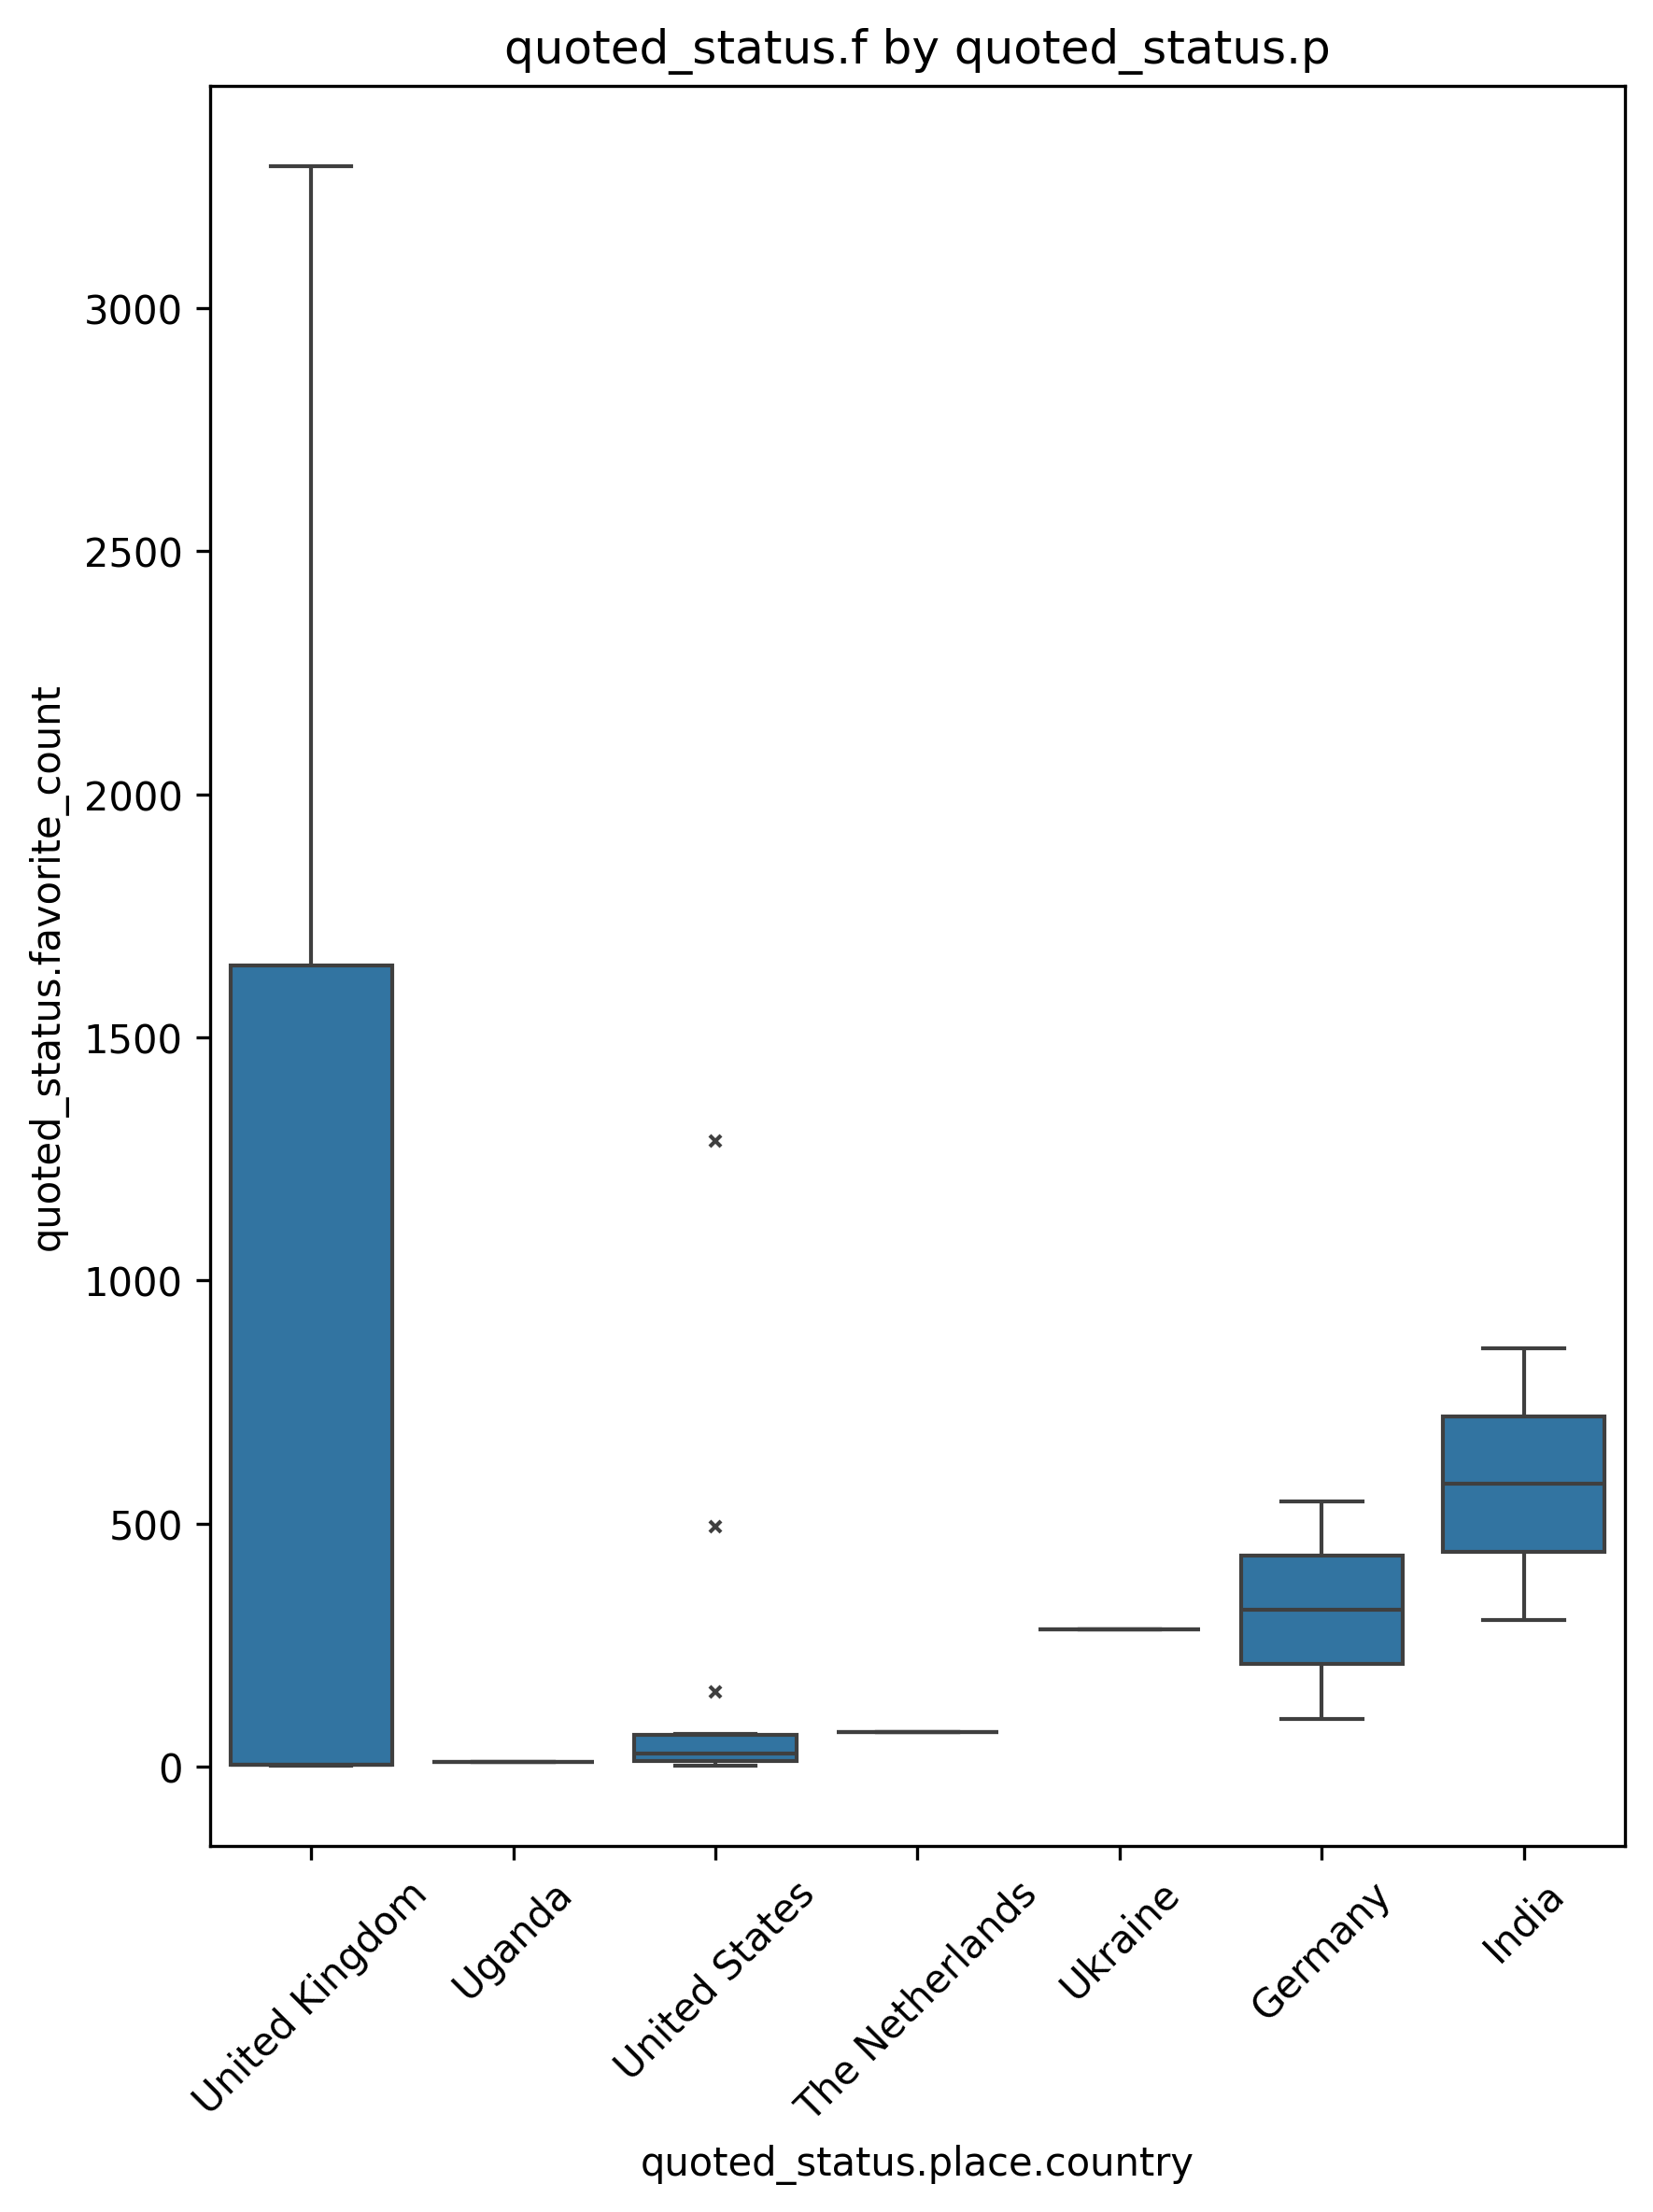 quoted_status.f by quoted_status.p
quoted_status.favorite_count
3000
2500
2000
1500
1000
500
0
United Kingdom
Uganda
United States
The Netherlands
Ukraine
Germany
India
quoted_status.place.country